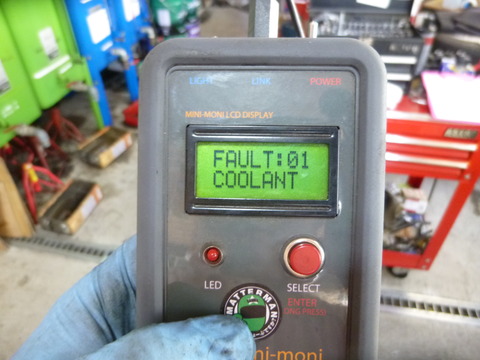 LIGHT LINK POWER
MINI-MONI LCD DISPLAY
FAULT:01
COOLANT
LED SELECT
MATTERMAN
ENTER